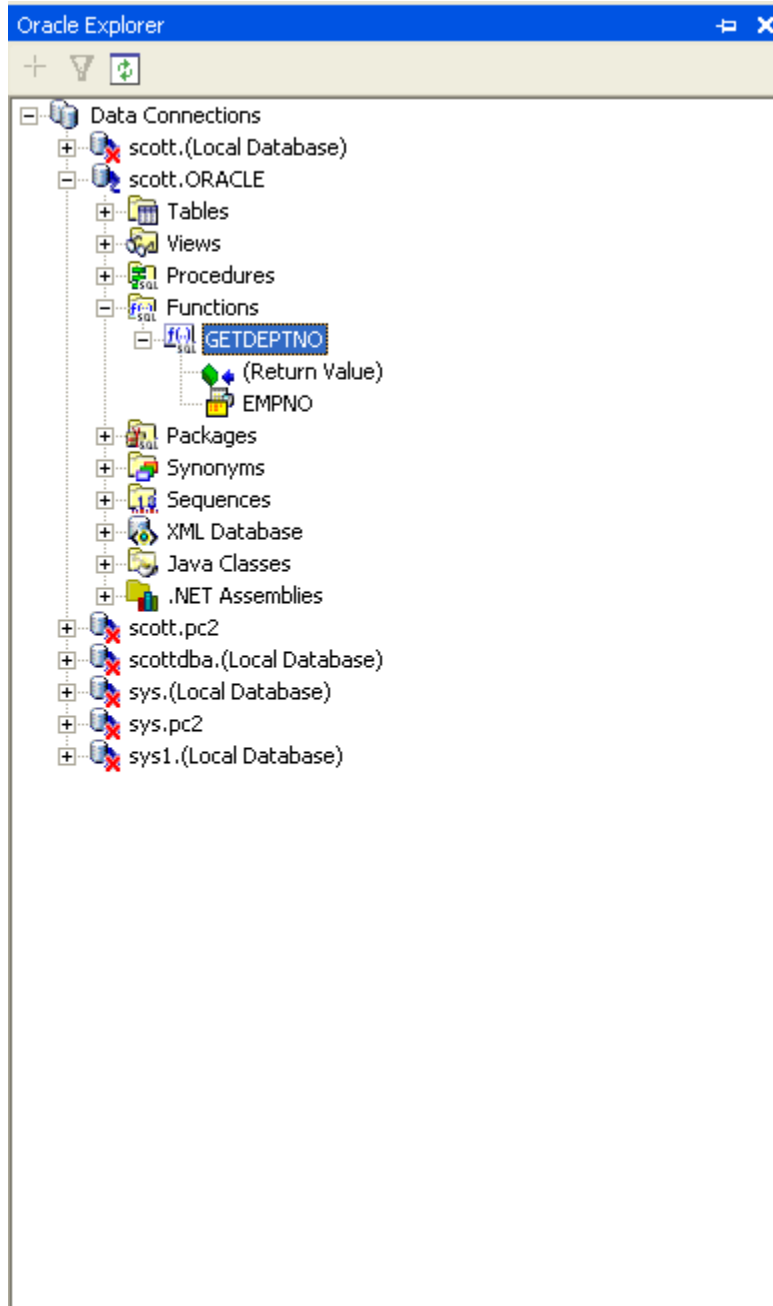 Oracle Explorer
Data Connections
scott.(Local Database)
scott.ORACLE
Tables
Views
Procedures
Functions
GETDEPTNO
(Return Value)
EMPNO
Packages
Synonyms
Sequences
XML Database
Java Classes
.NET Assemblies
scott.pc2
scottdba.(Local Database)
sys.(Local Database)
sys.pc2
sys1.(Local Database)